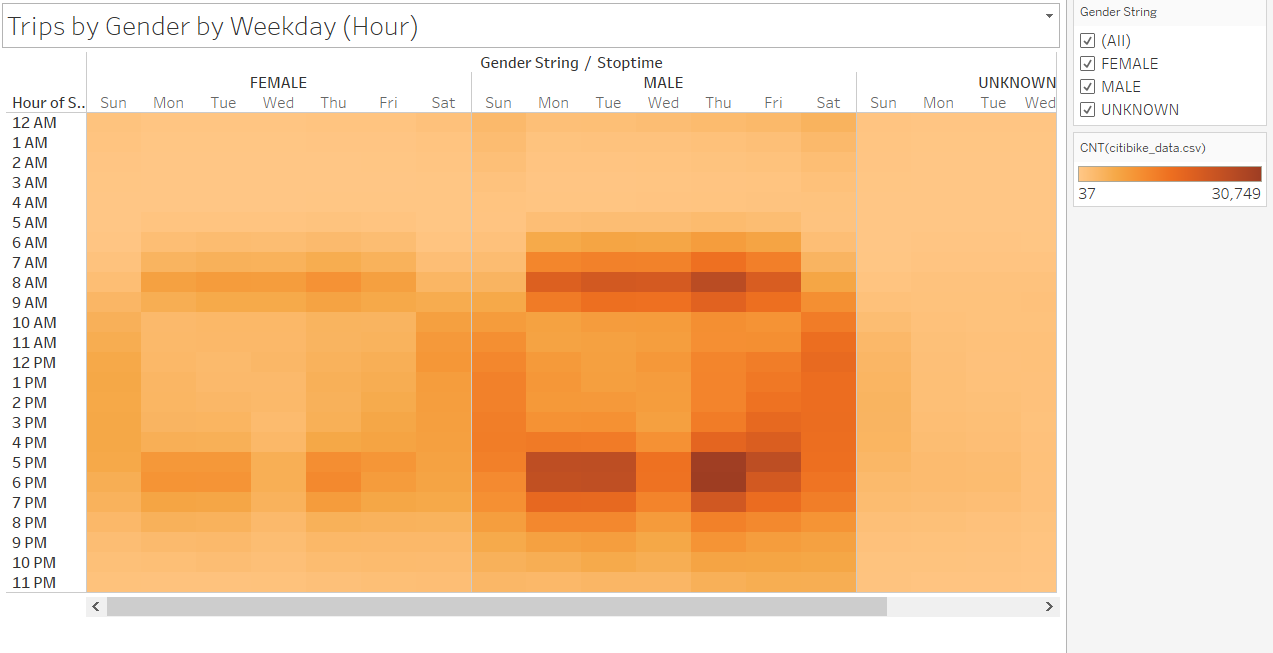 Trips by Gender by Weekday (Hour)
Gender String / Stoptime
FEMALE MALE UNKNOWN
Hour of S.. Sun Mon Tue Wed Thu Fri Sat Sun Mon Tue Wed Thu Fri Sat Sun Mon Tue Wed
12 AM
1 AM
2 AM
3 AM
4 AM
5 AM
6 AM
7 AM
8 AM
9 AM
10 AM
11 AM
12 PM
1 PM
2 PM
3 PM
4 PM
5 PM
6 PM
7 PM
8 PM
9 PM
10 PM
11 PM
Gender String
(All)
FEMALE
MALE
UNKNOWN
CNT(citibike_data.csv)
37 30,749